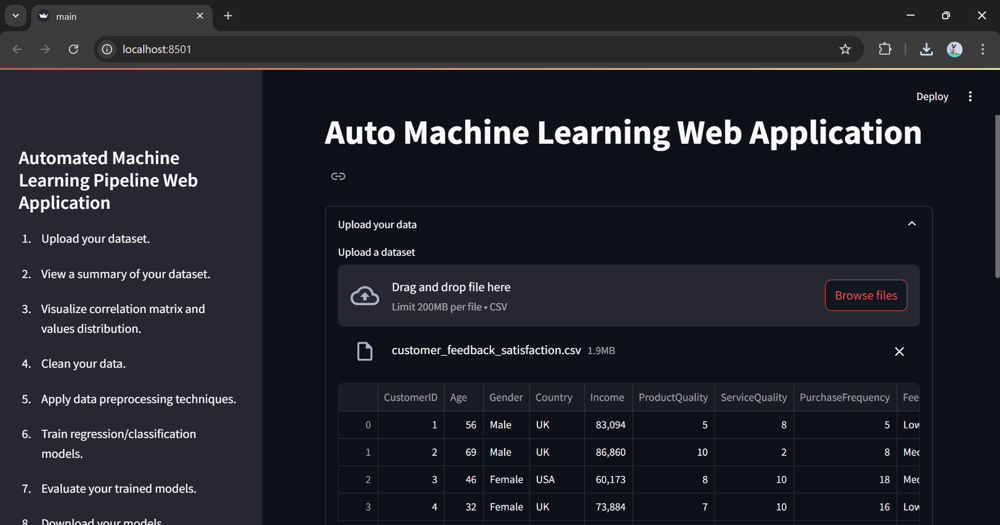 main
localhost:8501
Deploy
Automated Machine
Learning Pipeline Web
Application
1. Upload your dataset.
2. View a summary of your dataset.
3. Visualize correlation matrix and
values distribution.
4. Clean your data.
5. Apply data preprocessing techniques.
6. Train regression/classification
models.
7. Evaluate your trained models.
8. Download your models.
Auto Machine Learning Web Application
Upload your data
Upload a dataset
Drag and drop file here
Limit 200MB per file • CSV
Browse files
customer_feedback_satisfaction.csv 1.9MB
CustomerID Age Gender Country Income ProductQuality ServiceQuality PurchaseFrequency Fee
0 1 56 Male UK 83,094 5 8 5 Low
1 2 69 Male UK 86,860 10 2 8 Med
2 3 46 Female USA 60,173 8 10 18 Med
3 4 32 Female UK 73,884 7 10 16 Low